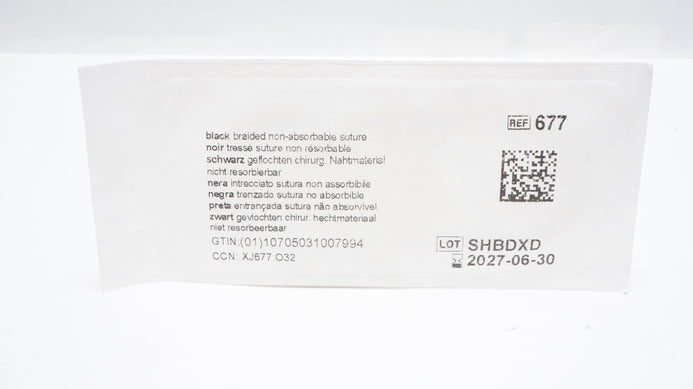 black braided non-absorbable suture
noir tressé suture non résorbable
schwarz geflochten chirurg. Nahtmaterial
nicht resorbierbar
nera intrecciato sutura non assorbibile
negra trenzado sutura no absorbible
preta entrançada sutura não absorvível
zwart gevlochten chirur. hechtmateriaal
niet resorbeerbaar
GTIN:(01)10705031007994
CCN: XJ677.O32
REF 677
LOT SHBDXD
2027-06-30